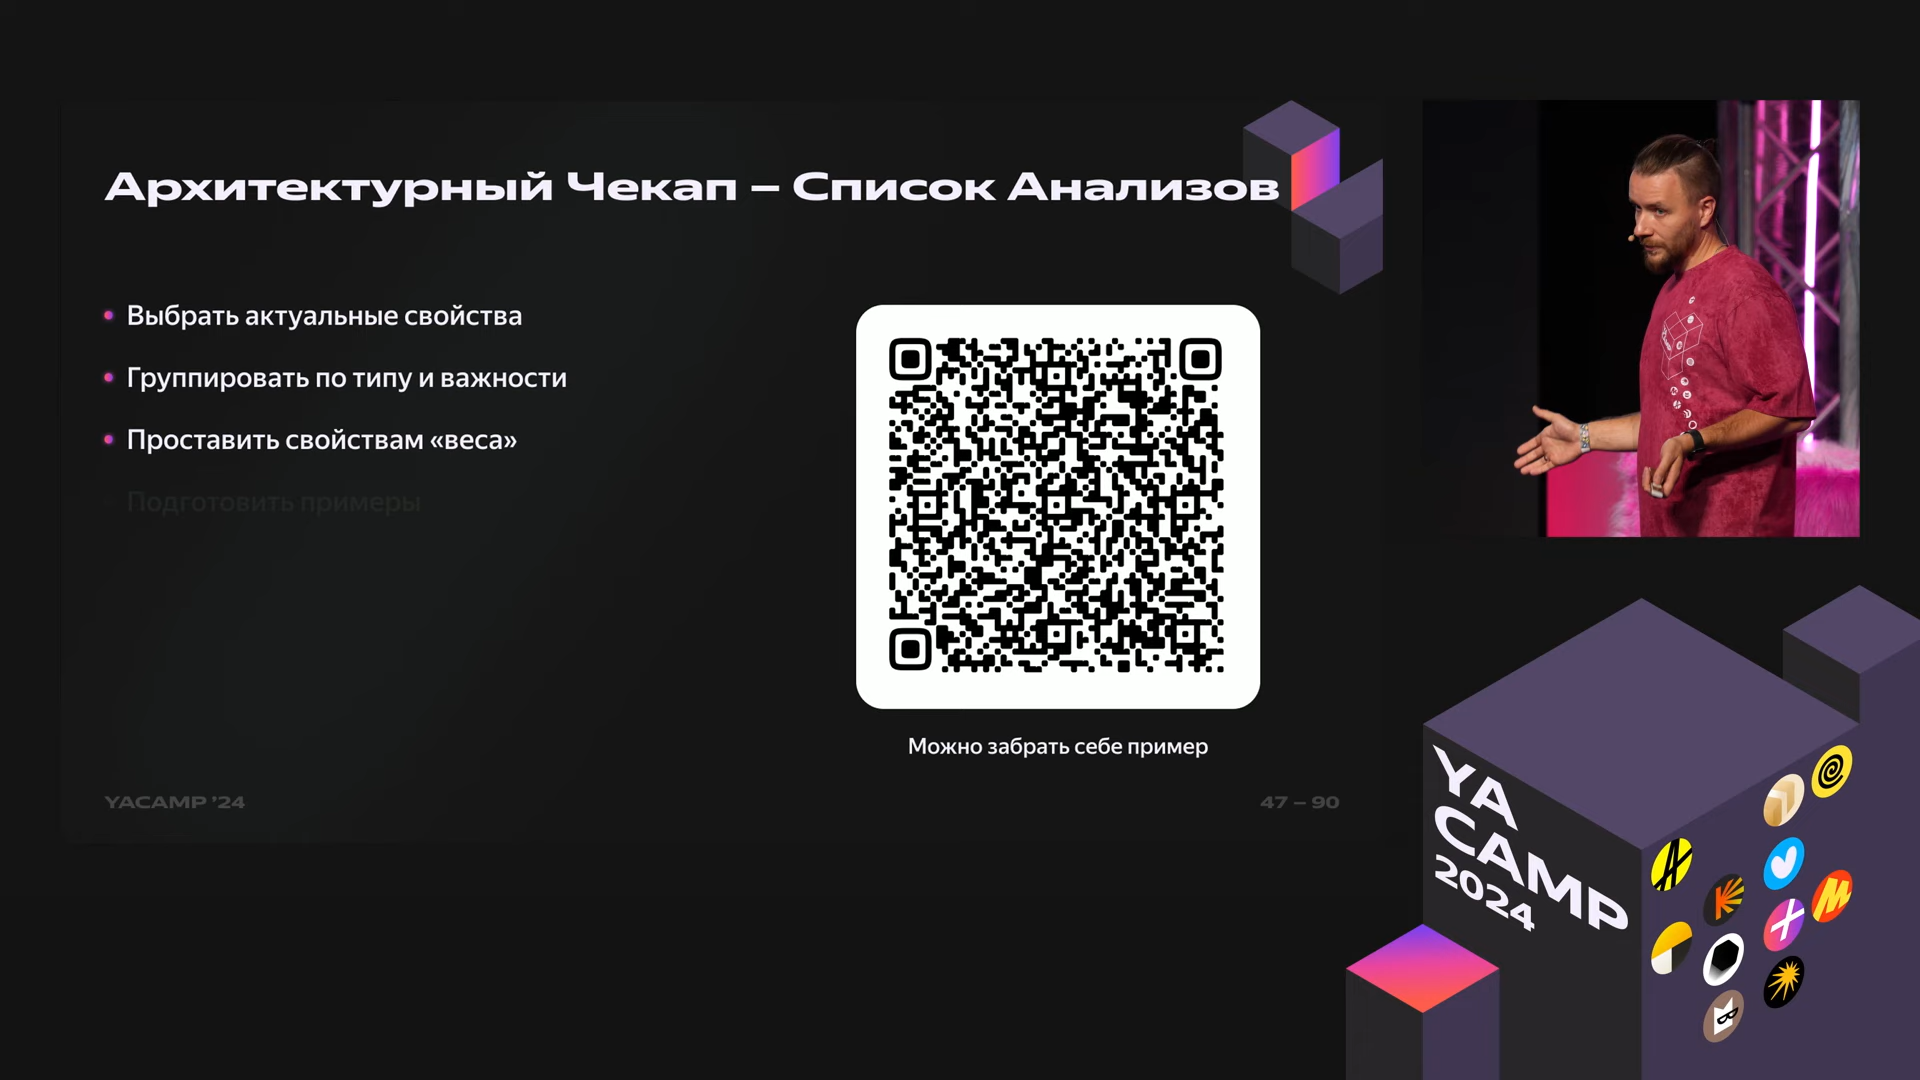 Архитектурный Чекап – Список Анализов
Выбрать актуальные свойства
Группировать по типу и важности
Проставить свойствам «веса»
Подготовить примеры
Можно забрать себе пример
YACAMP ’24
47 – 90
YA
CAMP
2024